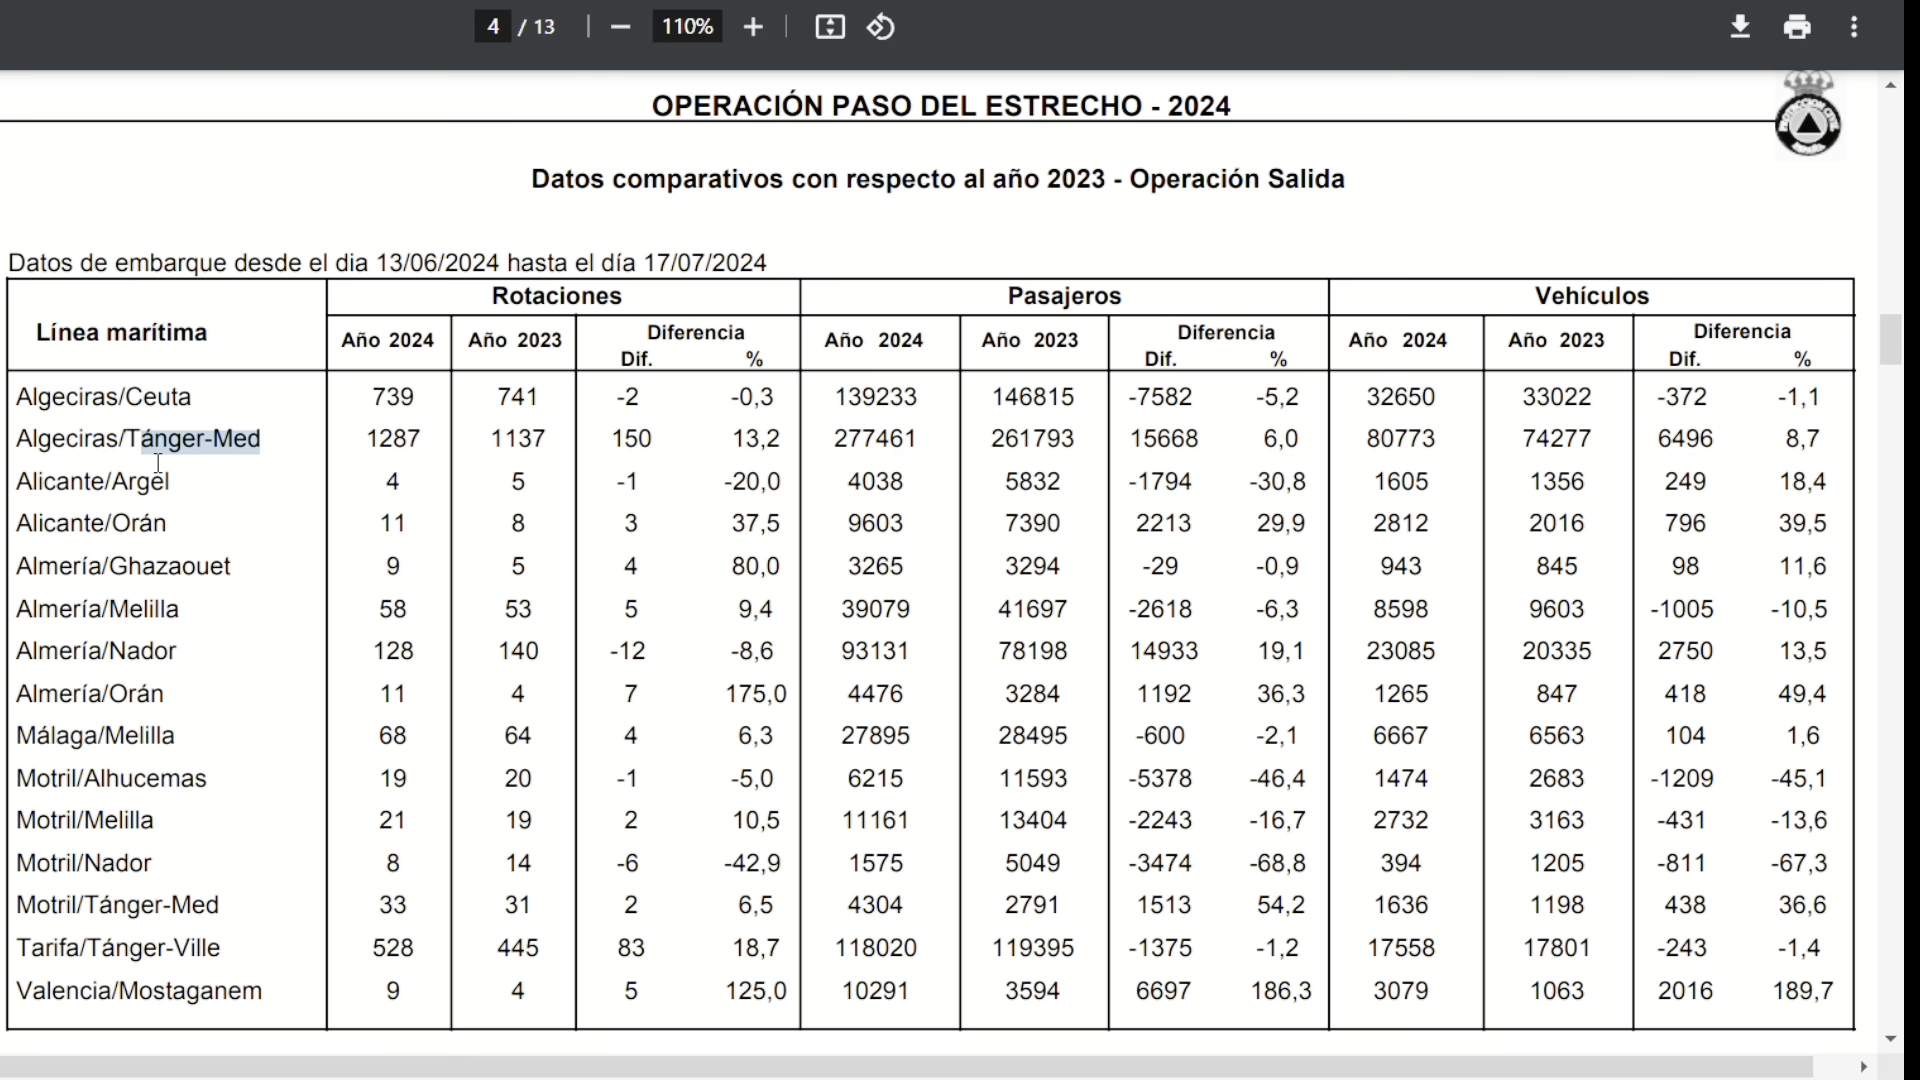 4 / 13 110%
OPERACIÓN PASO DEL ESTRECHO - 2024
Datos comparativos con respecto al año 2023 - Operación Salida
Datos de embarque desde el dia 13/06/2024 hasta el día 17/07/2024
Línea marítima Rotaciones Pasajeros Vehículos
Año 2024 Año 2023 Diferencia Año 2024 Año 2023 Diferencia Año 2024 Año 2023 Diferencia
Dif. % Dif. % Dif. %
Algeciras/Ceuta 739 741 -2 -0,3 139233 146815 -7582 -5,2 32650 33022 -372 -1,1
Algeciras/Tánger-Med 1287 1137 150 13,2 277461 261793 15668 6,0 80773 74277 6496 8,7
Alicante/Argel 4 5 -1 -20,0 4038 5832 -1794 -30,8 1605 1356 249 18,4
Alicante/Orán 11 8 3 37,5 9603 7390 2213 29,9 2812 2016 796 39,5
Almería/Ghazaouet 9 5 4 80,0 3265 3294 -29 -0,9 943 845 98 11,6
Almería/Melilla 58 53 5 9,4 39079 41697 -2618 -6,3 8598 9603 -1005 -10,5
Almería/Nador 128 140 -12 -8,6 93131 78198 14933 19,1 23085 20335 2750 13,5
Almería/Orán 11 4 7 175,0 4476 3284 1192 36,3 1265 847 418 49,4
Málaga/Melilla 68 64 4 6,3 27895 28495 -600 -2,1 6667 6563 104 1,6
Motril/Alhucemas 19 20 -1 -5,0 6215 11593 -5378 -46,4 1474 2683 -1209 -45,1
Motril/Melilla 21 19 2 10,5 11161 13404 -2243 -16,7 2732 3163 -431 -13,6
Motril/Nador 8 14 -6 -42,9 1575 5049 -3474 -68,8 394 1205 -811 -67,3
Motril/Tánger-Med 33 31 2 6,5 4304 2791 1513 54,2 1636 1198 438 36,6
Tarifa/Tánger-Ville 528 445 83 18,7 118020 119395 -1375 -1,2 17558 17801 -243 -1,4
Valencia/Mostaganem 9 4 5 125,0 10291 3594 6697 186,3 3079 1063 2016 189,7